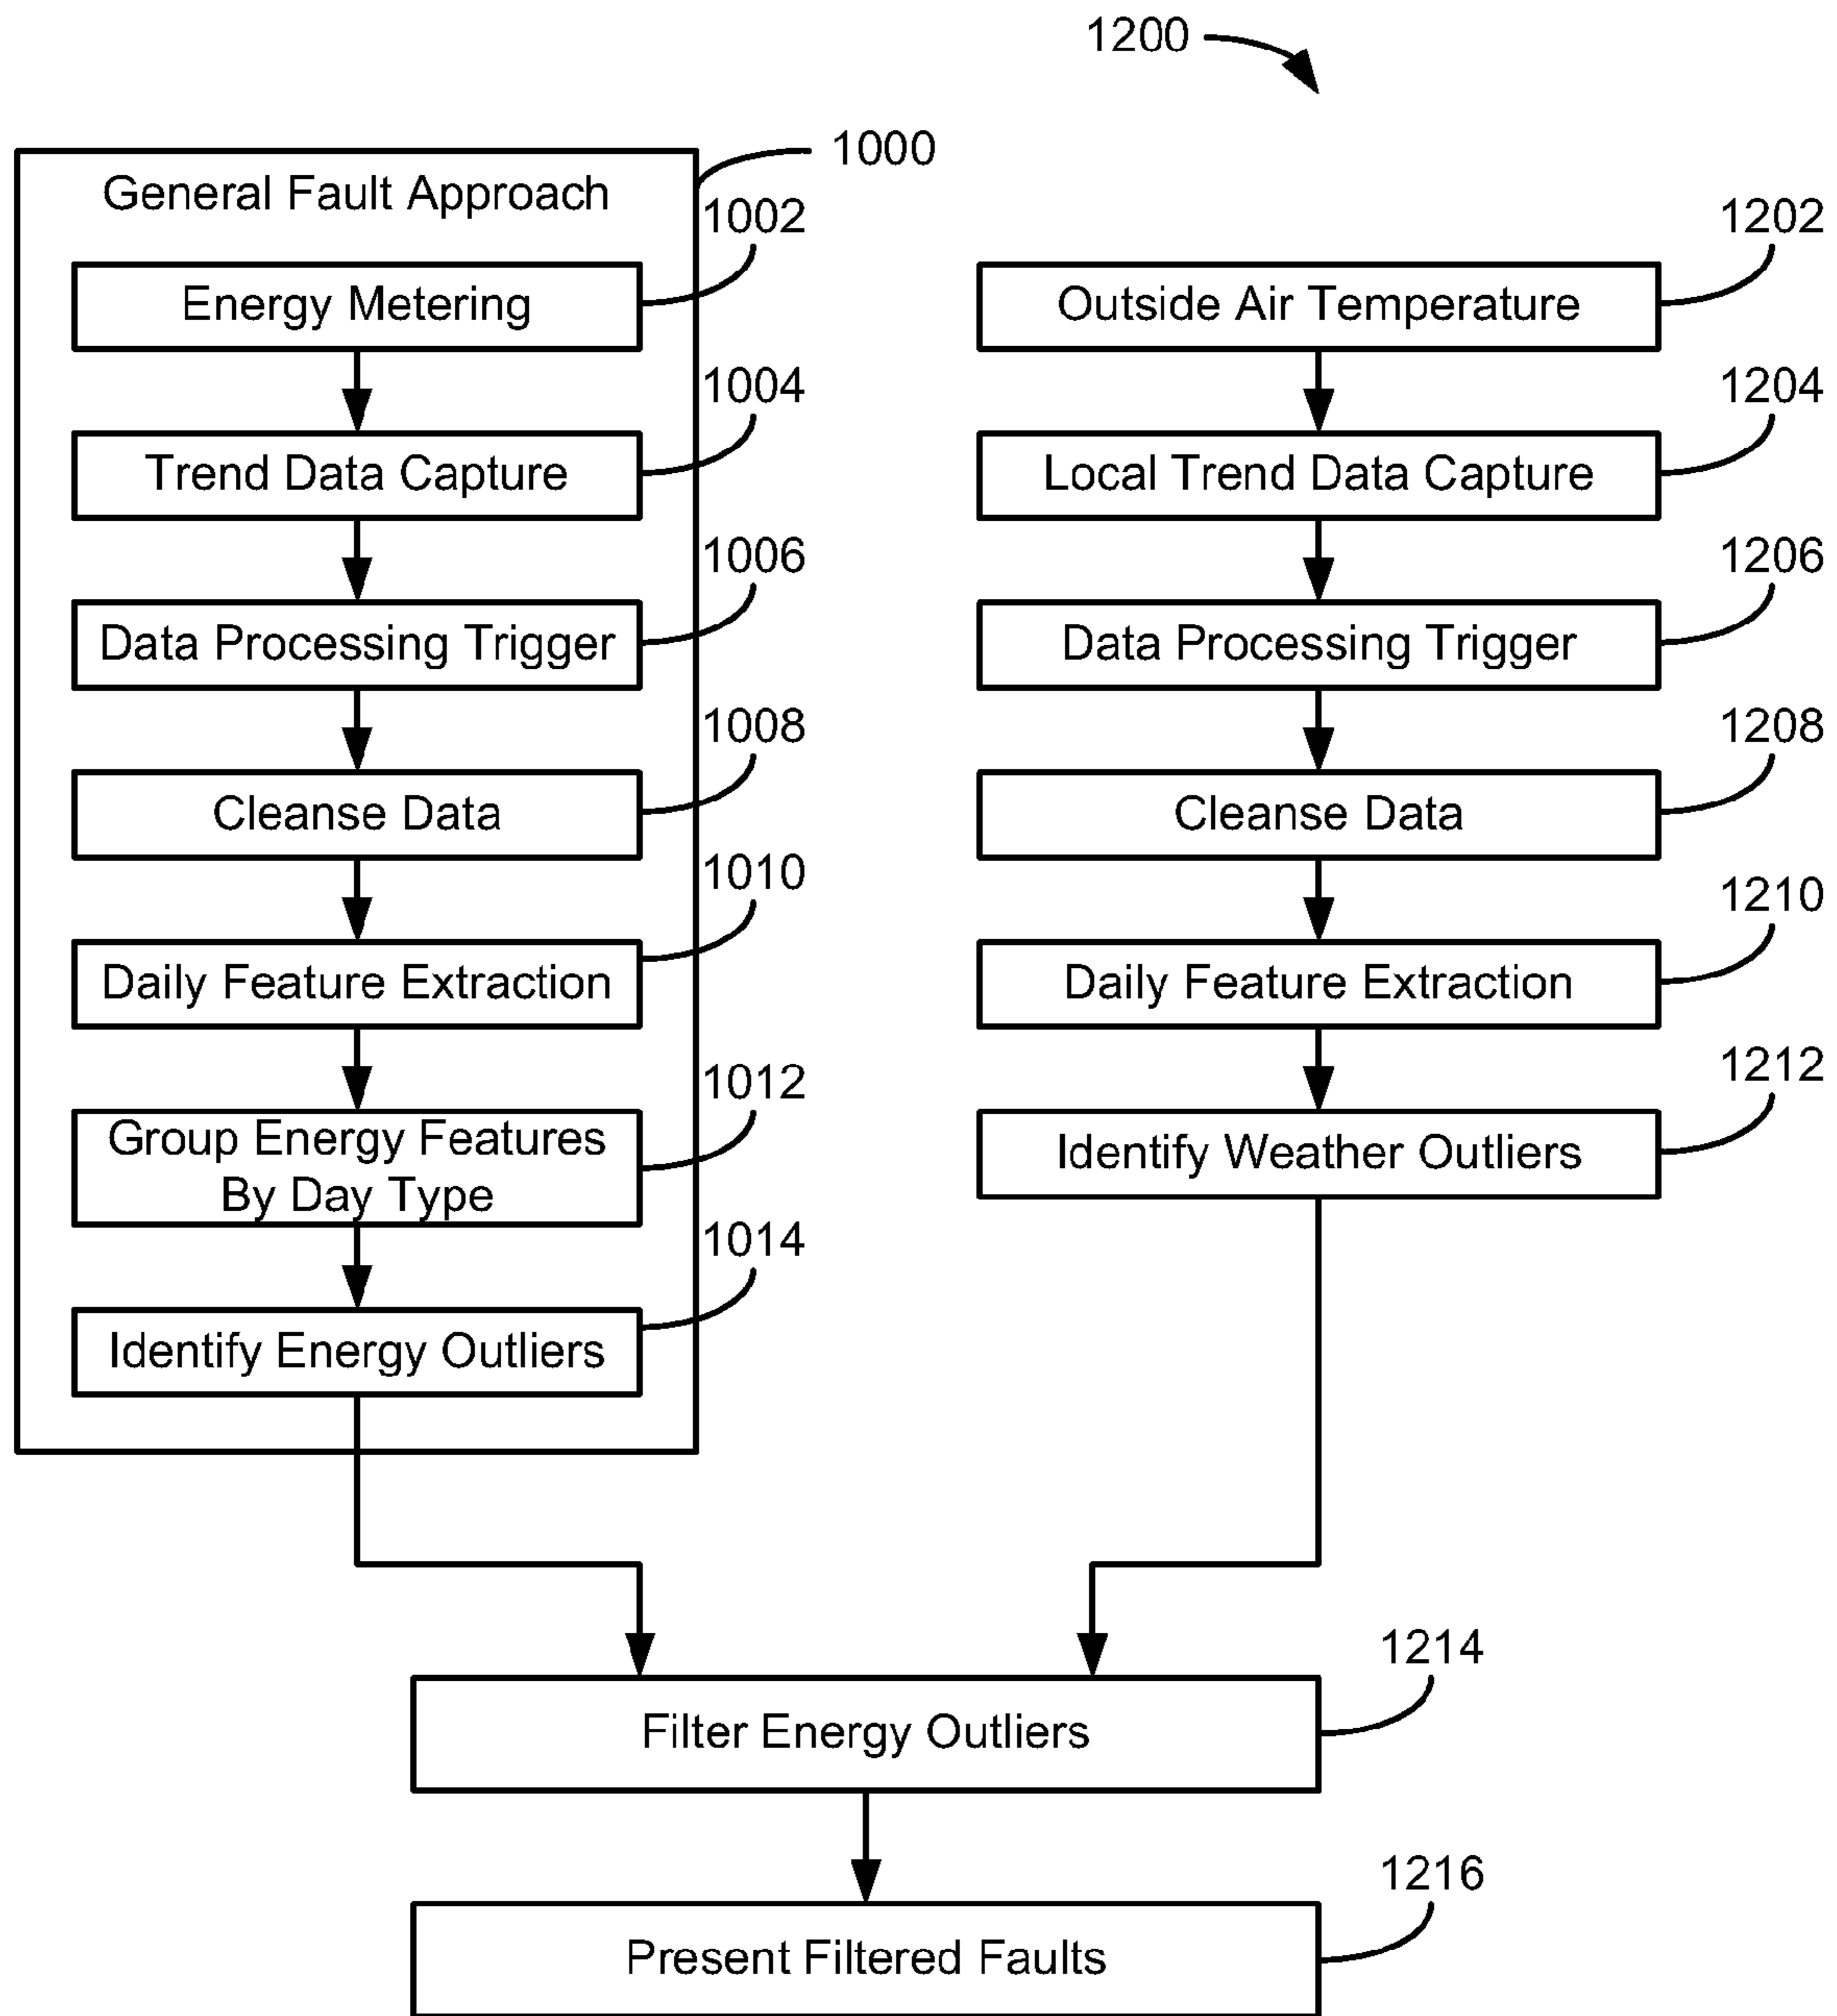 1200
1000
General Fault Approach
1002
Energy Metering
1004
Trend Data Capture
1006
Data Processing Trigger
1008
Cleanse Data
1010
Daily Feature Extraction
1012
Group Energy Features
By Day Type
1014
Identify Energy Outliers
1202
Outside Air Temperature
1204
Local Trend Data Capture
1206
Data Processing Trigger
1208
Cleanse Data
1210
Daily Feature Extraction
1212
Identify Weather Outliers
1214
Filter Energy Outliers
1216
Present Filtered Faults